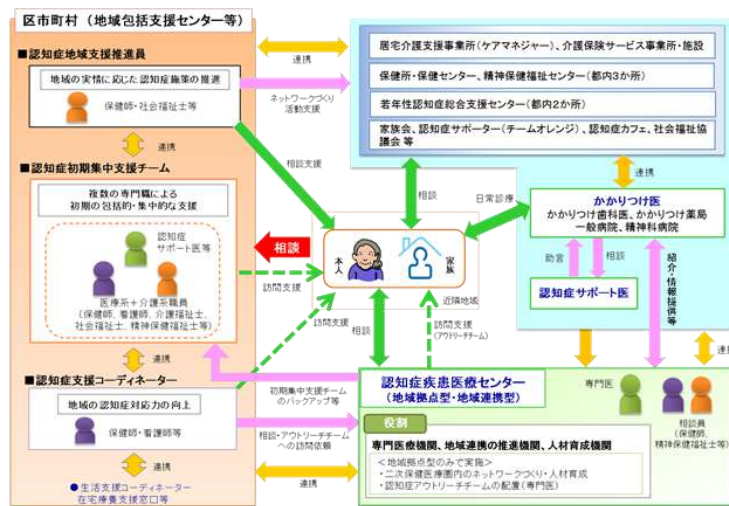 区市町村（地域包括支援センター等）
■認知症地域支援推進員
地域の実情に応じた認知症施策の推進
保健師・社会福祉士等
連携
■認知症初期集中支援チーム
複数の専門職による
初期の包括的・集中的な支援
認知症
サポート医等
医療系＋介護系職員
（保健師、看護師、介護福祉士、
社会福祉士、精神保健福祉士等）
連携
■認知症支援コーディネーター
地域の認知症対応力の向上
保健師・看護師等
連携
●生活支援コーディネーター
在宅療養支援窓口等
連携
ネットワークづくり
活動支援
相談支援
相談
訪問支援
訪問支援
初期集中支援チームの
バックアップ等
相談・アウトリーチチーム
への訪問依頼
連携
居宅介護支援事業所（ケアマネジャー）、介護保険サービス事業所・施設
保健所・保健センター、精神保健福祉センター（都内3か所）
若年性認知症総合支援センター（都内2か所）
家族会、認知症サポーター（チームオレンジ）、認知症カフェ、社会福祉協
議会 等
相談
日常診療
連携
本人
家族
近隣地域
相談
訪問支援
（アウトリーチチーム）
かかりつけ医
かかりつけ歯科医、かかりつけ薬局
一般病院、精神科病院
助言
相談
認知症サポート医
紹介・情報提供等
連携
連携
認知症疾患医療センター
（地域拠点型・地域連携型）
専門医
相談員
（保健師、
精神保健福祉士等）
役割
専門医療機関、地域連携の推進機関、人材育成機関
＜地域拠点型のみで実施＞
・二次保健医療圏内のネットワークづくり・人材育成
・認知症アウトリーチチームの配置（専門医）